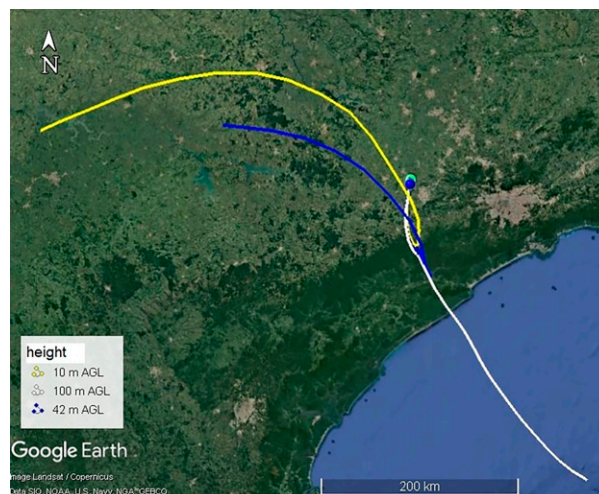 N
height
10 m AGL
100 m AGL
42 m AGL
Google Earth
Image Landsat / Copernicus
Data SIO, NOAA, U.S. Navy, NGA, GEBCO
200 km